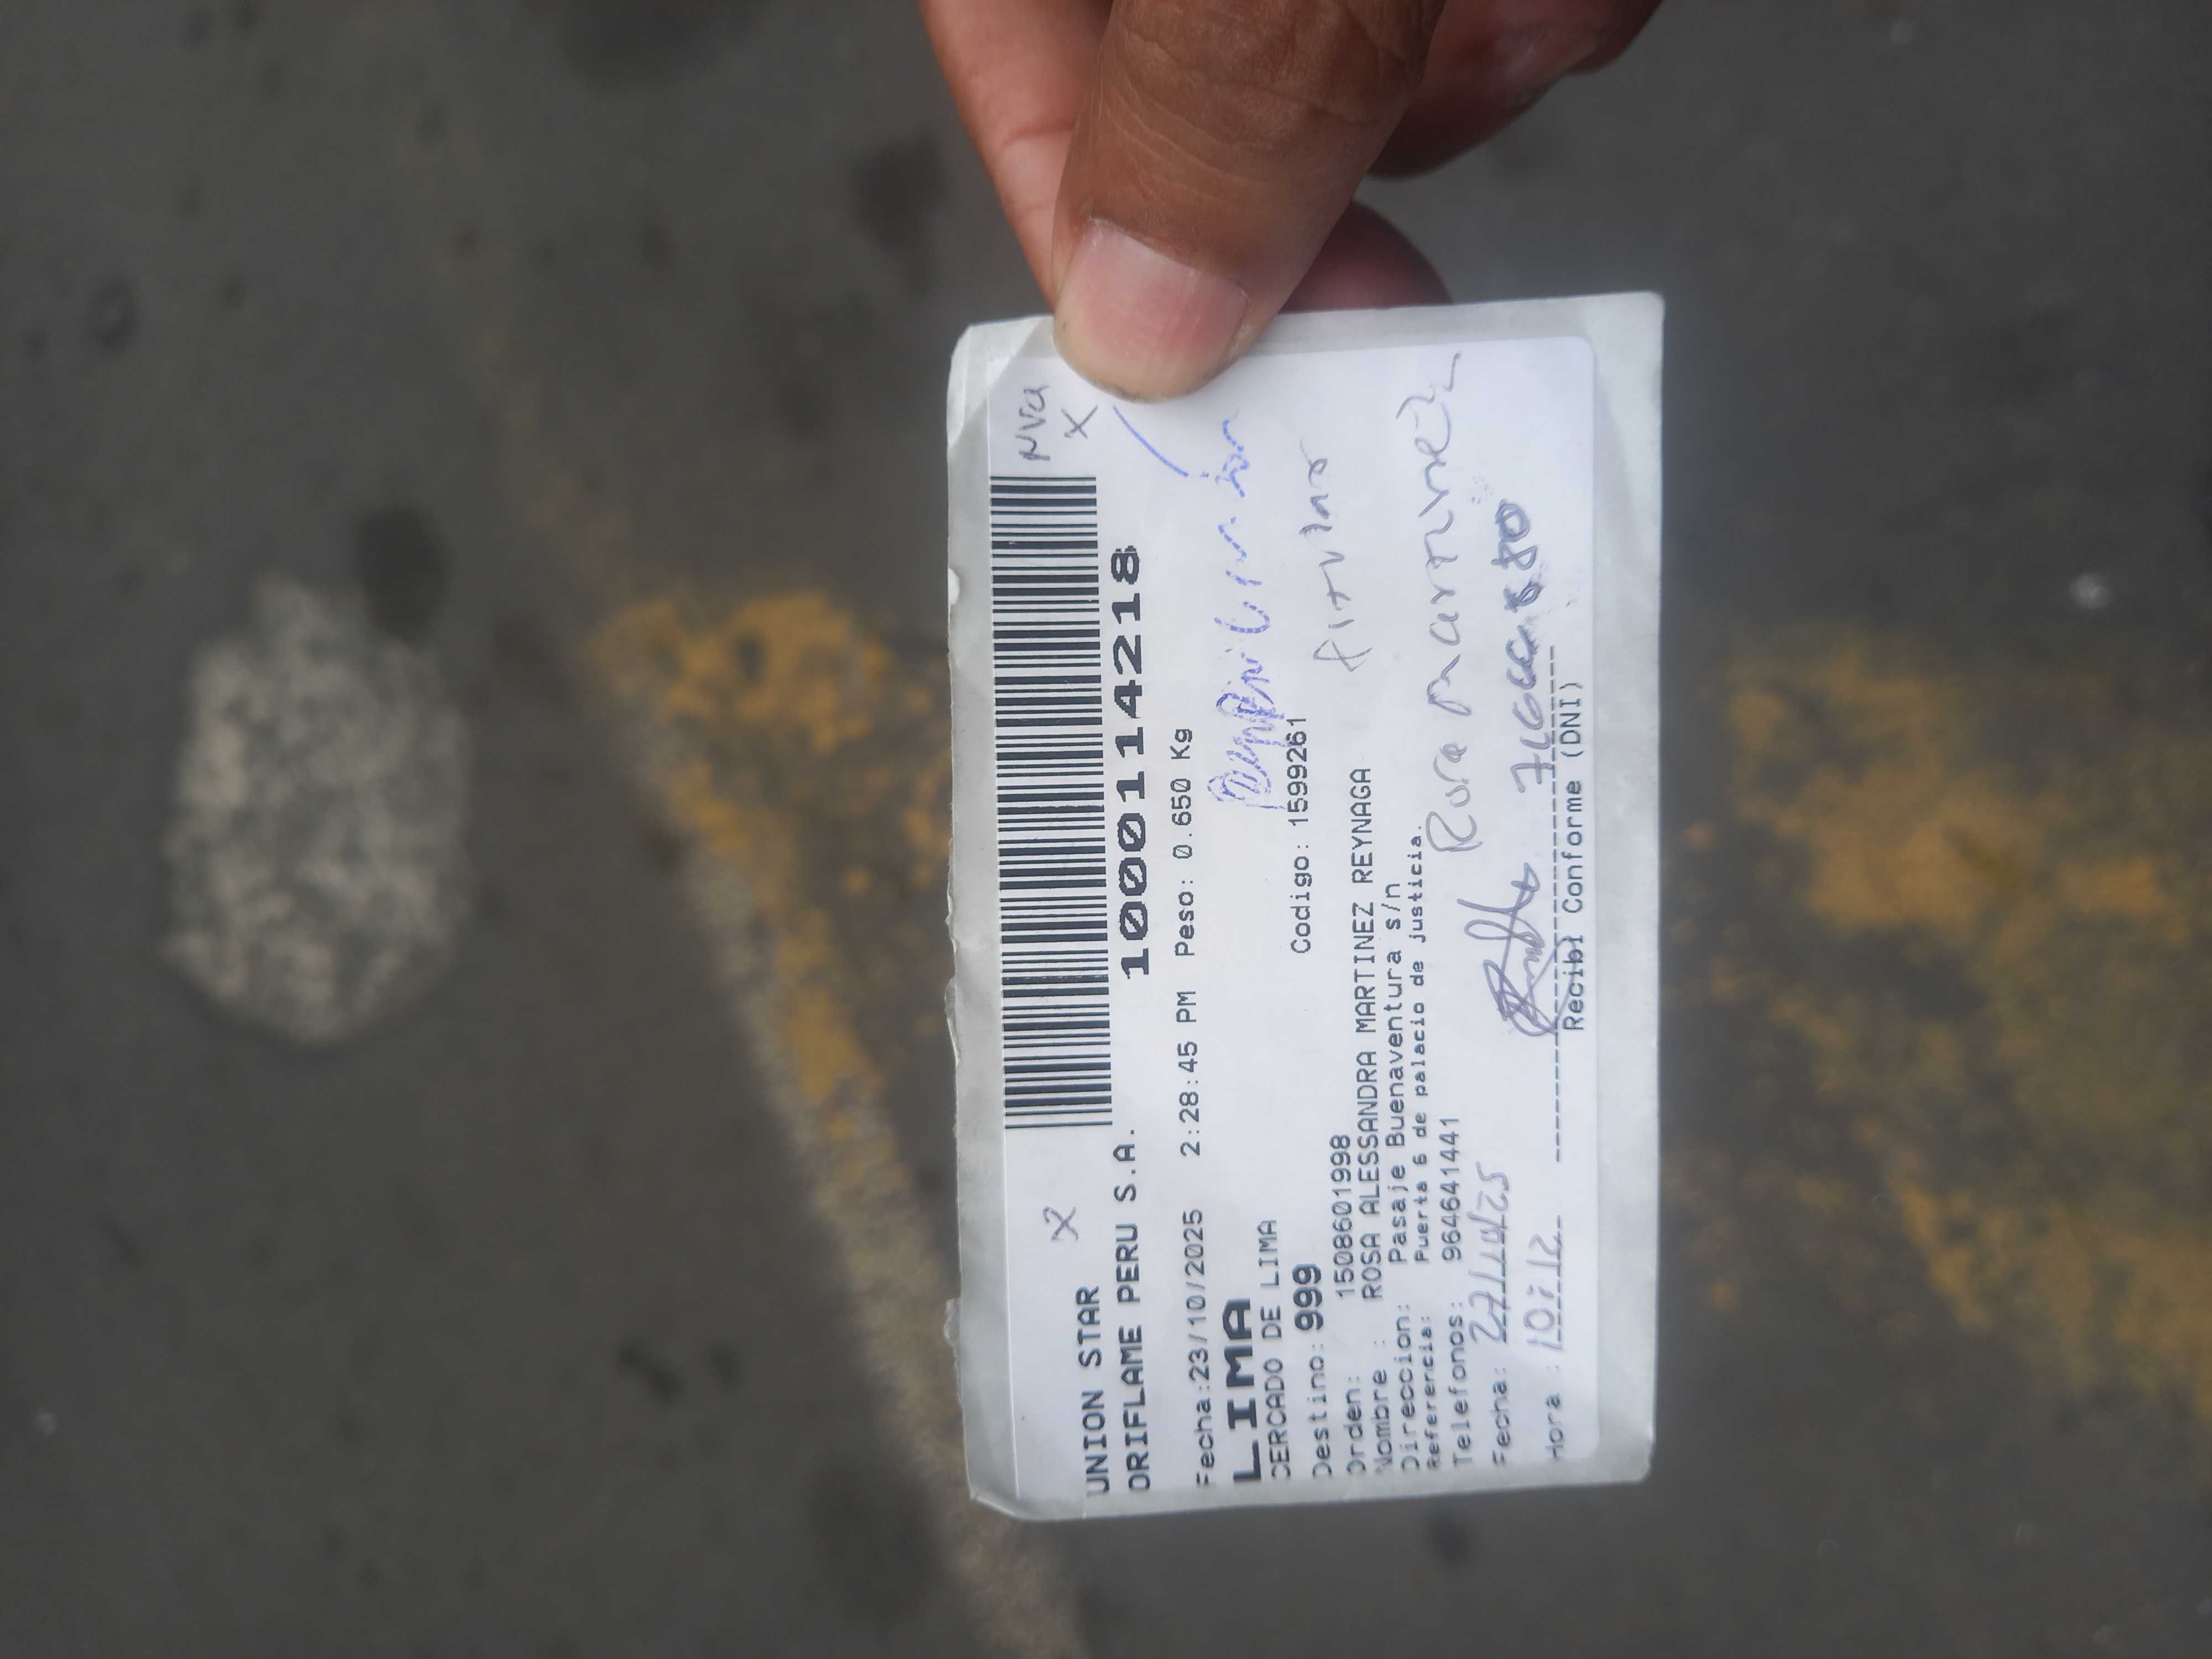 UNION STAR
ORIFLAME PERU S.A.
1000114218
Fecha:23/10/2025 2:28:45 PM Peso: 0.650 Kg
LIMA
CERCADO DE LIMA
Destino: 999 Codigo: 1599261
Orden: 1508601998
Nombre : ROSA ALESSANDRA MARTINEZ REYNAGA
Direccion: Pasaje Buenaventura s/n
Referencia: Puerta 6 de palacio de justicia.
Telefonos: 964641441
Rosa Martinez
Fecha: 27/10/25
Hora : 10:12
Recibi Conforme (DNI)